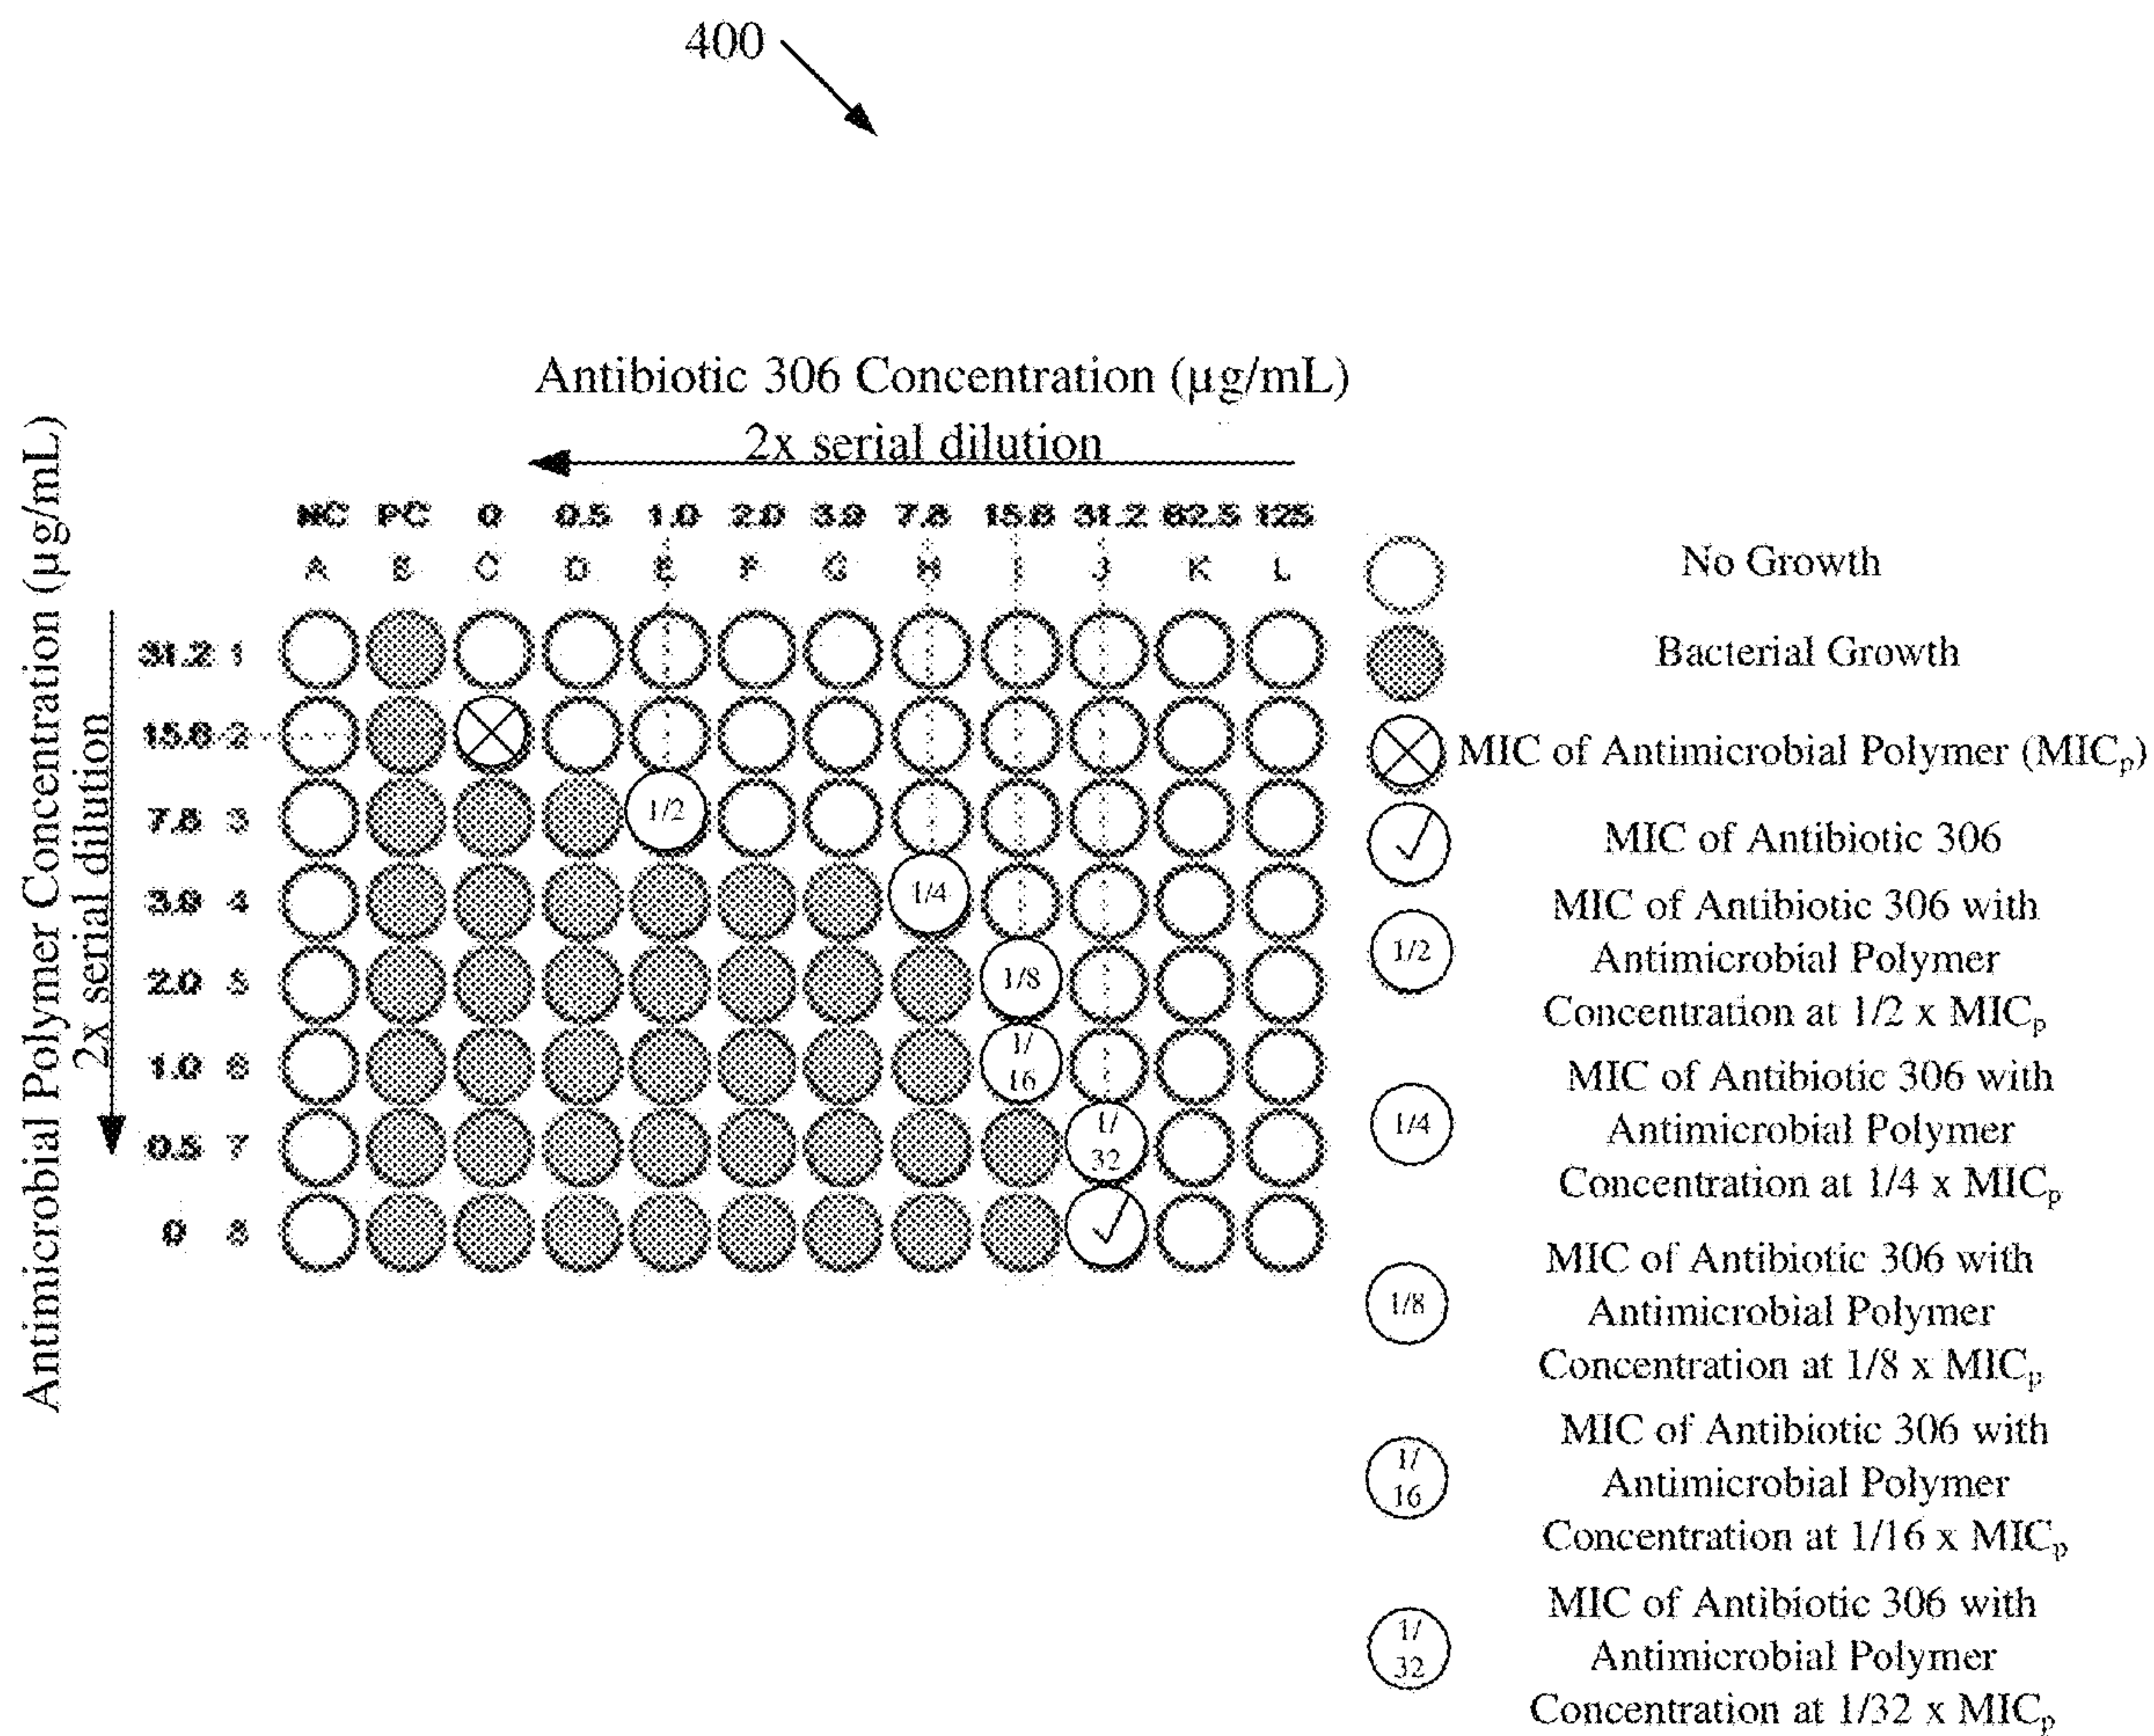 400
Antibiotic 306 Concentration (µg/mL)
2x serial dilution
Antimicrobial Polymer Concentration (µg/mL)
2x serial dilution
NC PC 0 0.5 1.0 2.0 3.9 7.8 15.6 31.2 62.5 125
A B C D E F G H I J K L
31.2 1
15.6 2
7.8 3
1/2
3.9 4
1/4
2.0 5
1/8
1.0 6
1/
16
0.5 7
1/
32
0 8
No Growth
Bacterial Growth
MIC of Antimicrobial Polymer (MICp)
MIC of Antibiotic 306
1/2
MIC of Antibiotic 306 with
Antimicrobial Polymer
Concentration at 1/2 x MICp
1/4
MIC of Antibiotic 306 with
Antimicrobial Polymer
Concentration at 1/4 x MICp
1/8
MIC of Antibiotic 306 with
Antimicrobial Polymer
Concentration at 1/8 x MICp
1/
16
MIC of Antibiotic 306 with
Antimicrobial Polymer
Concentration at 1/16 x MICp
1/
32
MIC of Antibiotic 306 with
Antimicrobial Polymer
Concentration at 1/32 x MICp